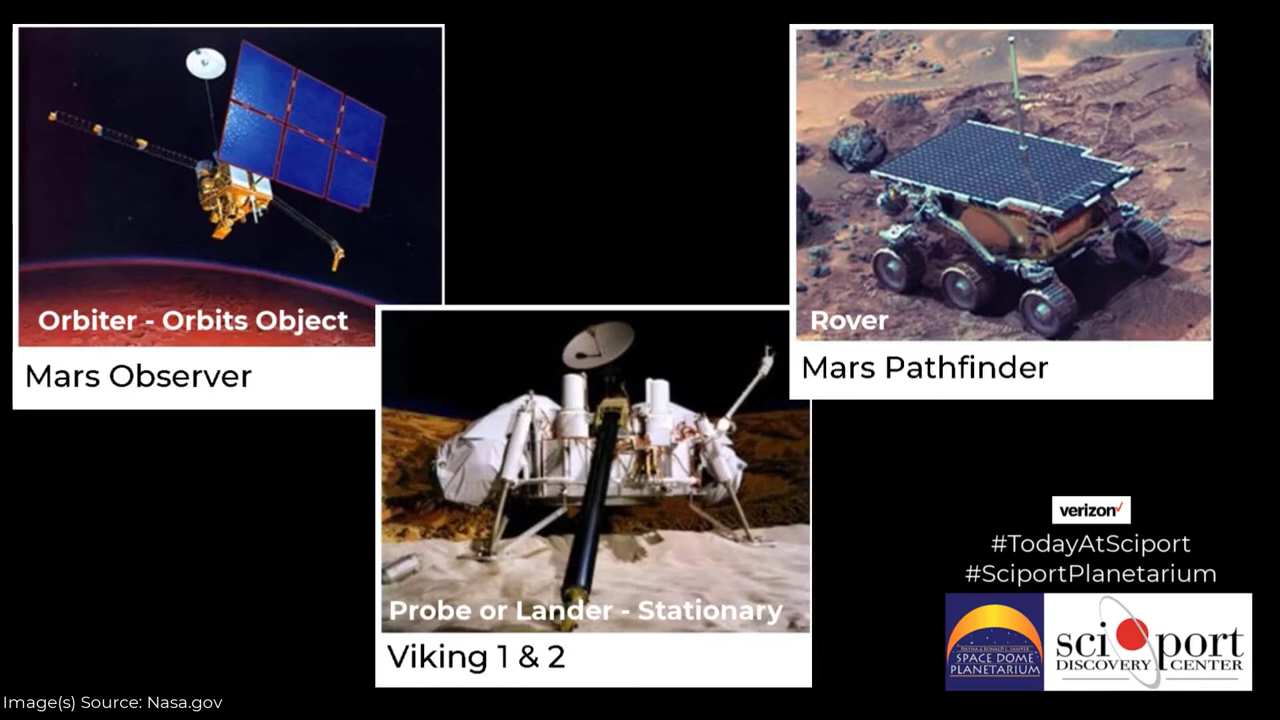 Orbiter - Orbits Object
Mars Observer
Rover
Mars Pathfinder
Probe or Lander - Stationary
Viking 1 & 2
verizon
#TodayAtSciport
#SciportPlanetarium
SPACE DOME
PLANETARIUM
sci port
DISCOVERY CENTER
Image(s) Source: Nasa.gov